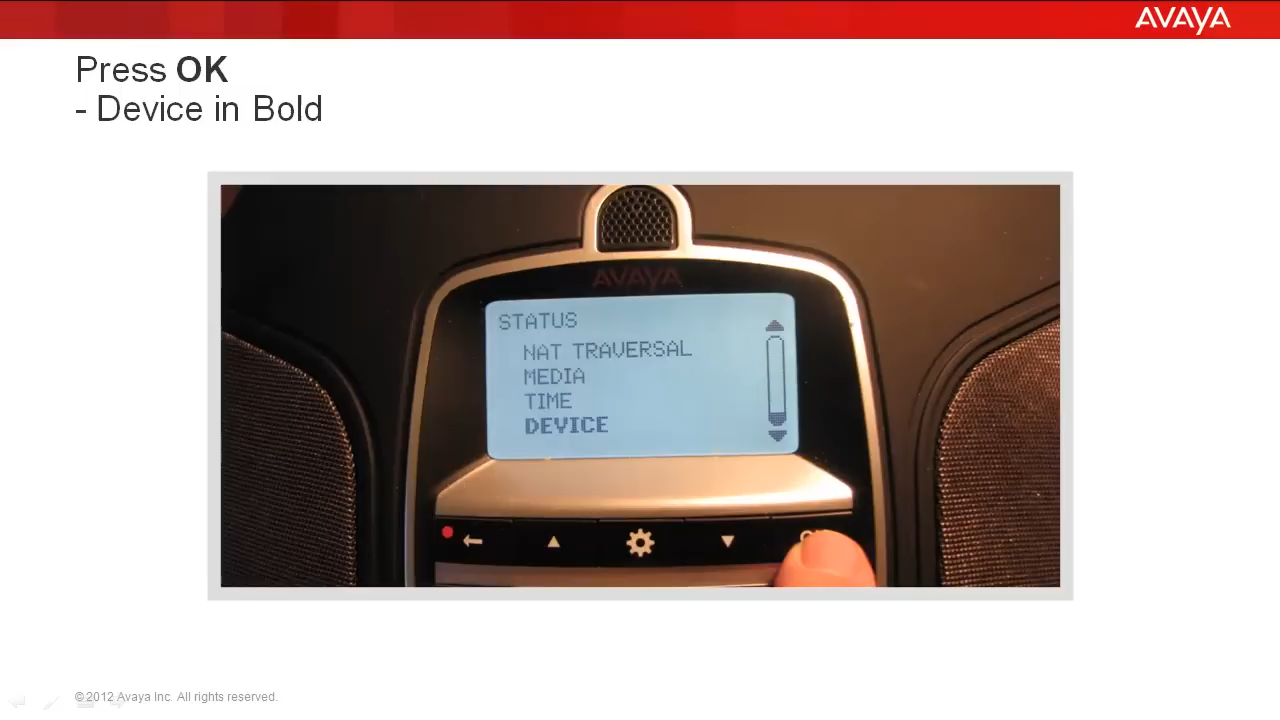 AVAYA
Press OK
- Device in Bold
AVAYA
STATUS
NAT TRAVERSAL
MEDIA
TIME
DEVICE
©2012 Avaya Inc. All rights reserved.